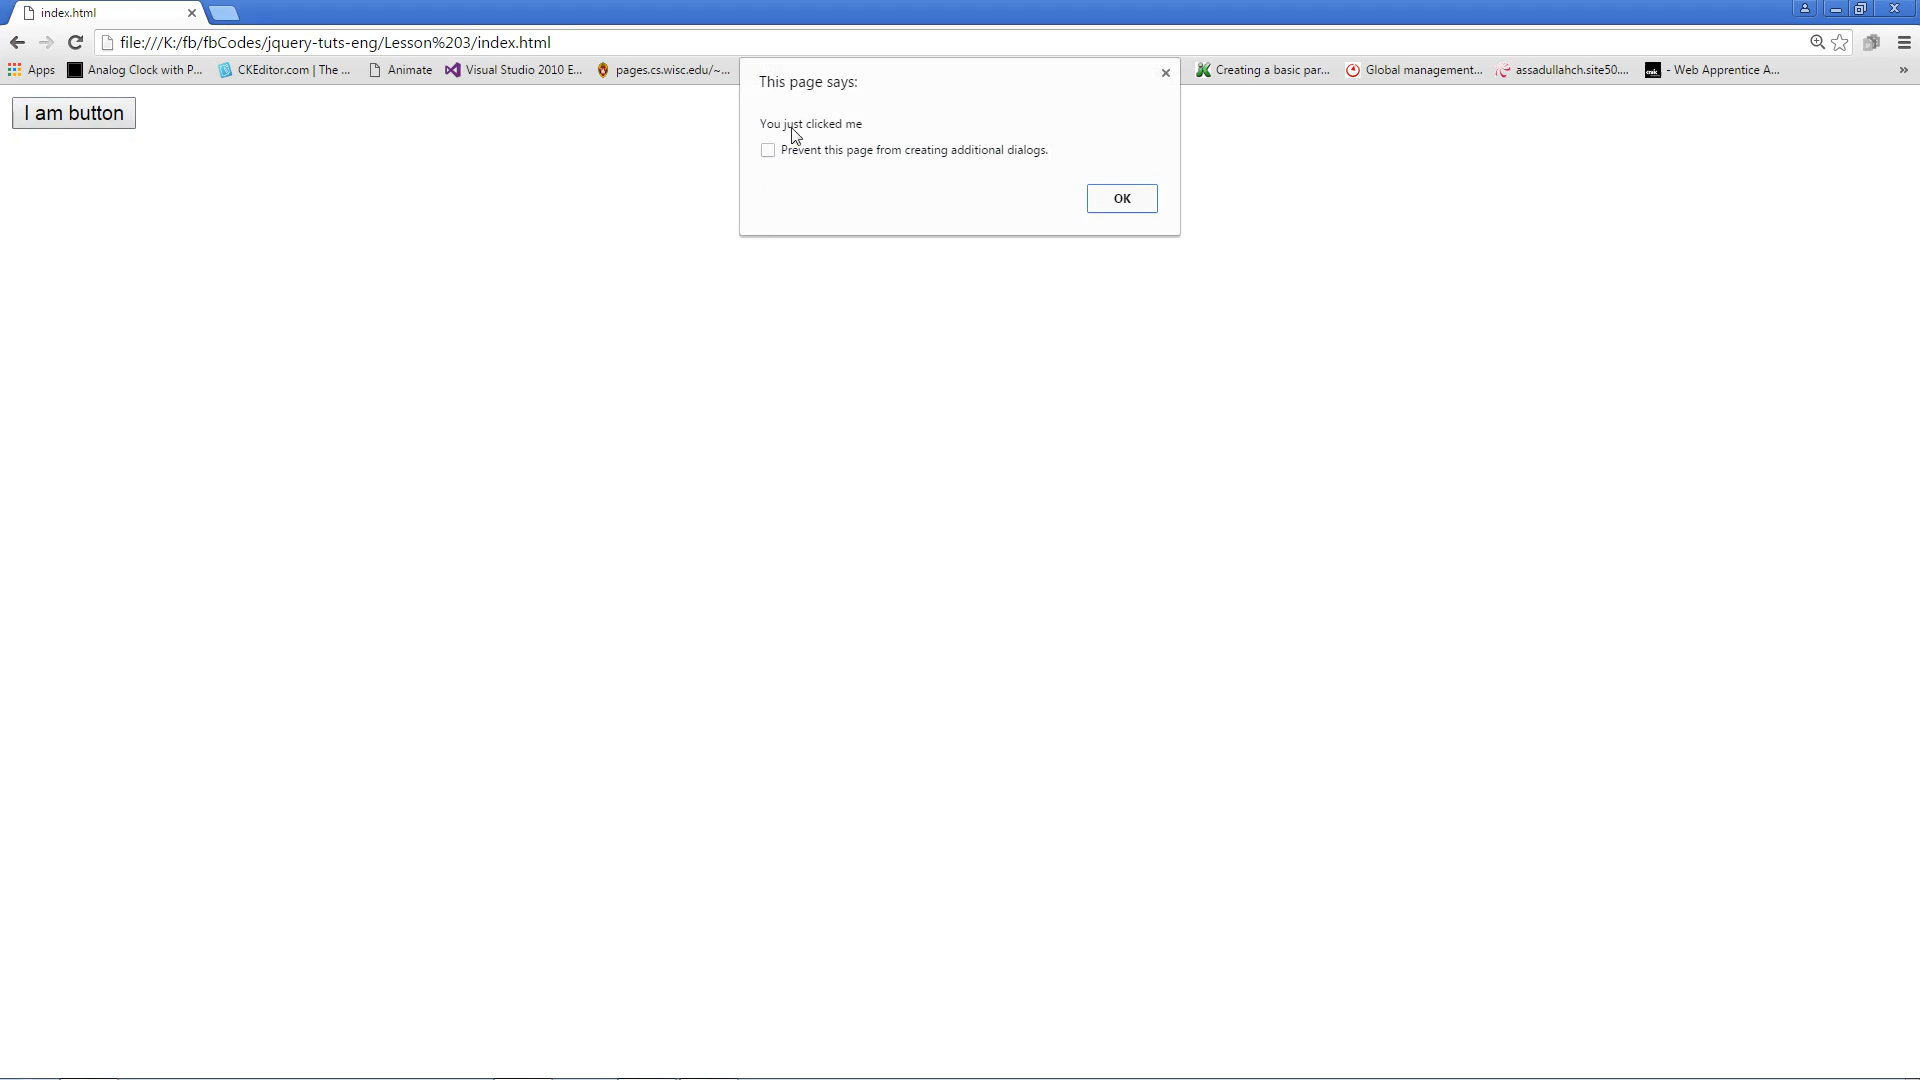 index.html
file:///K:/fb/fbCodes/jquery-tuts-eng/Lesson%203/index.html
Apps Analog Clock with P... CKEditor.com | The ... Animate Visual Studio 2010 E... pages.cs.wisc.edu/~... Creating a basic par... Global management... assadullahch.site50.... - Web Apprentice A... »
This page says:
I am button
You just clicked me
Prevent this page from creating additional dialogs.
OK